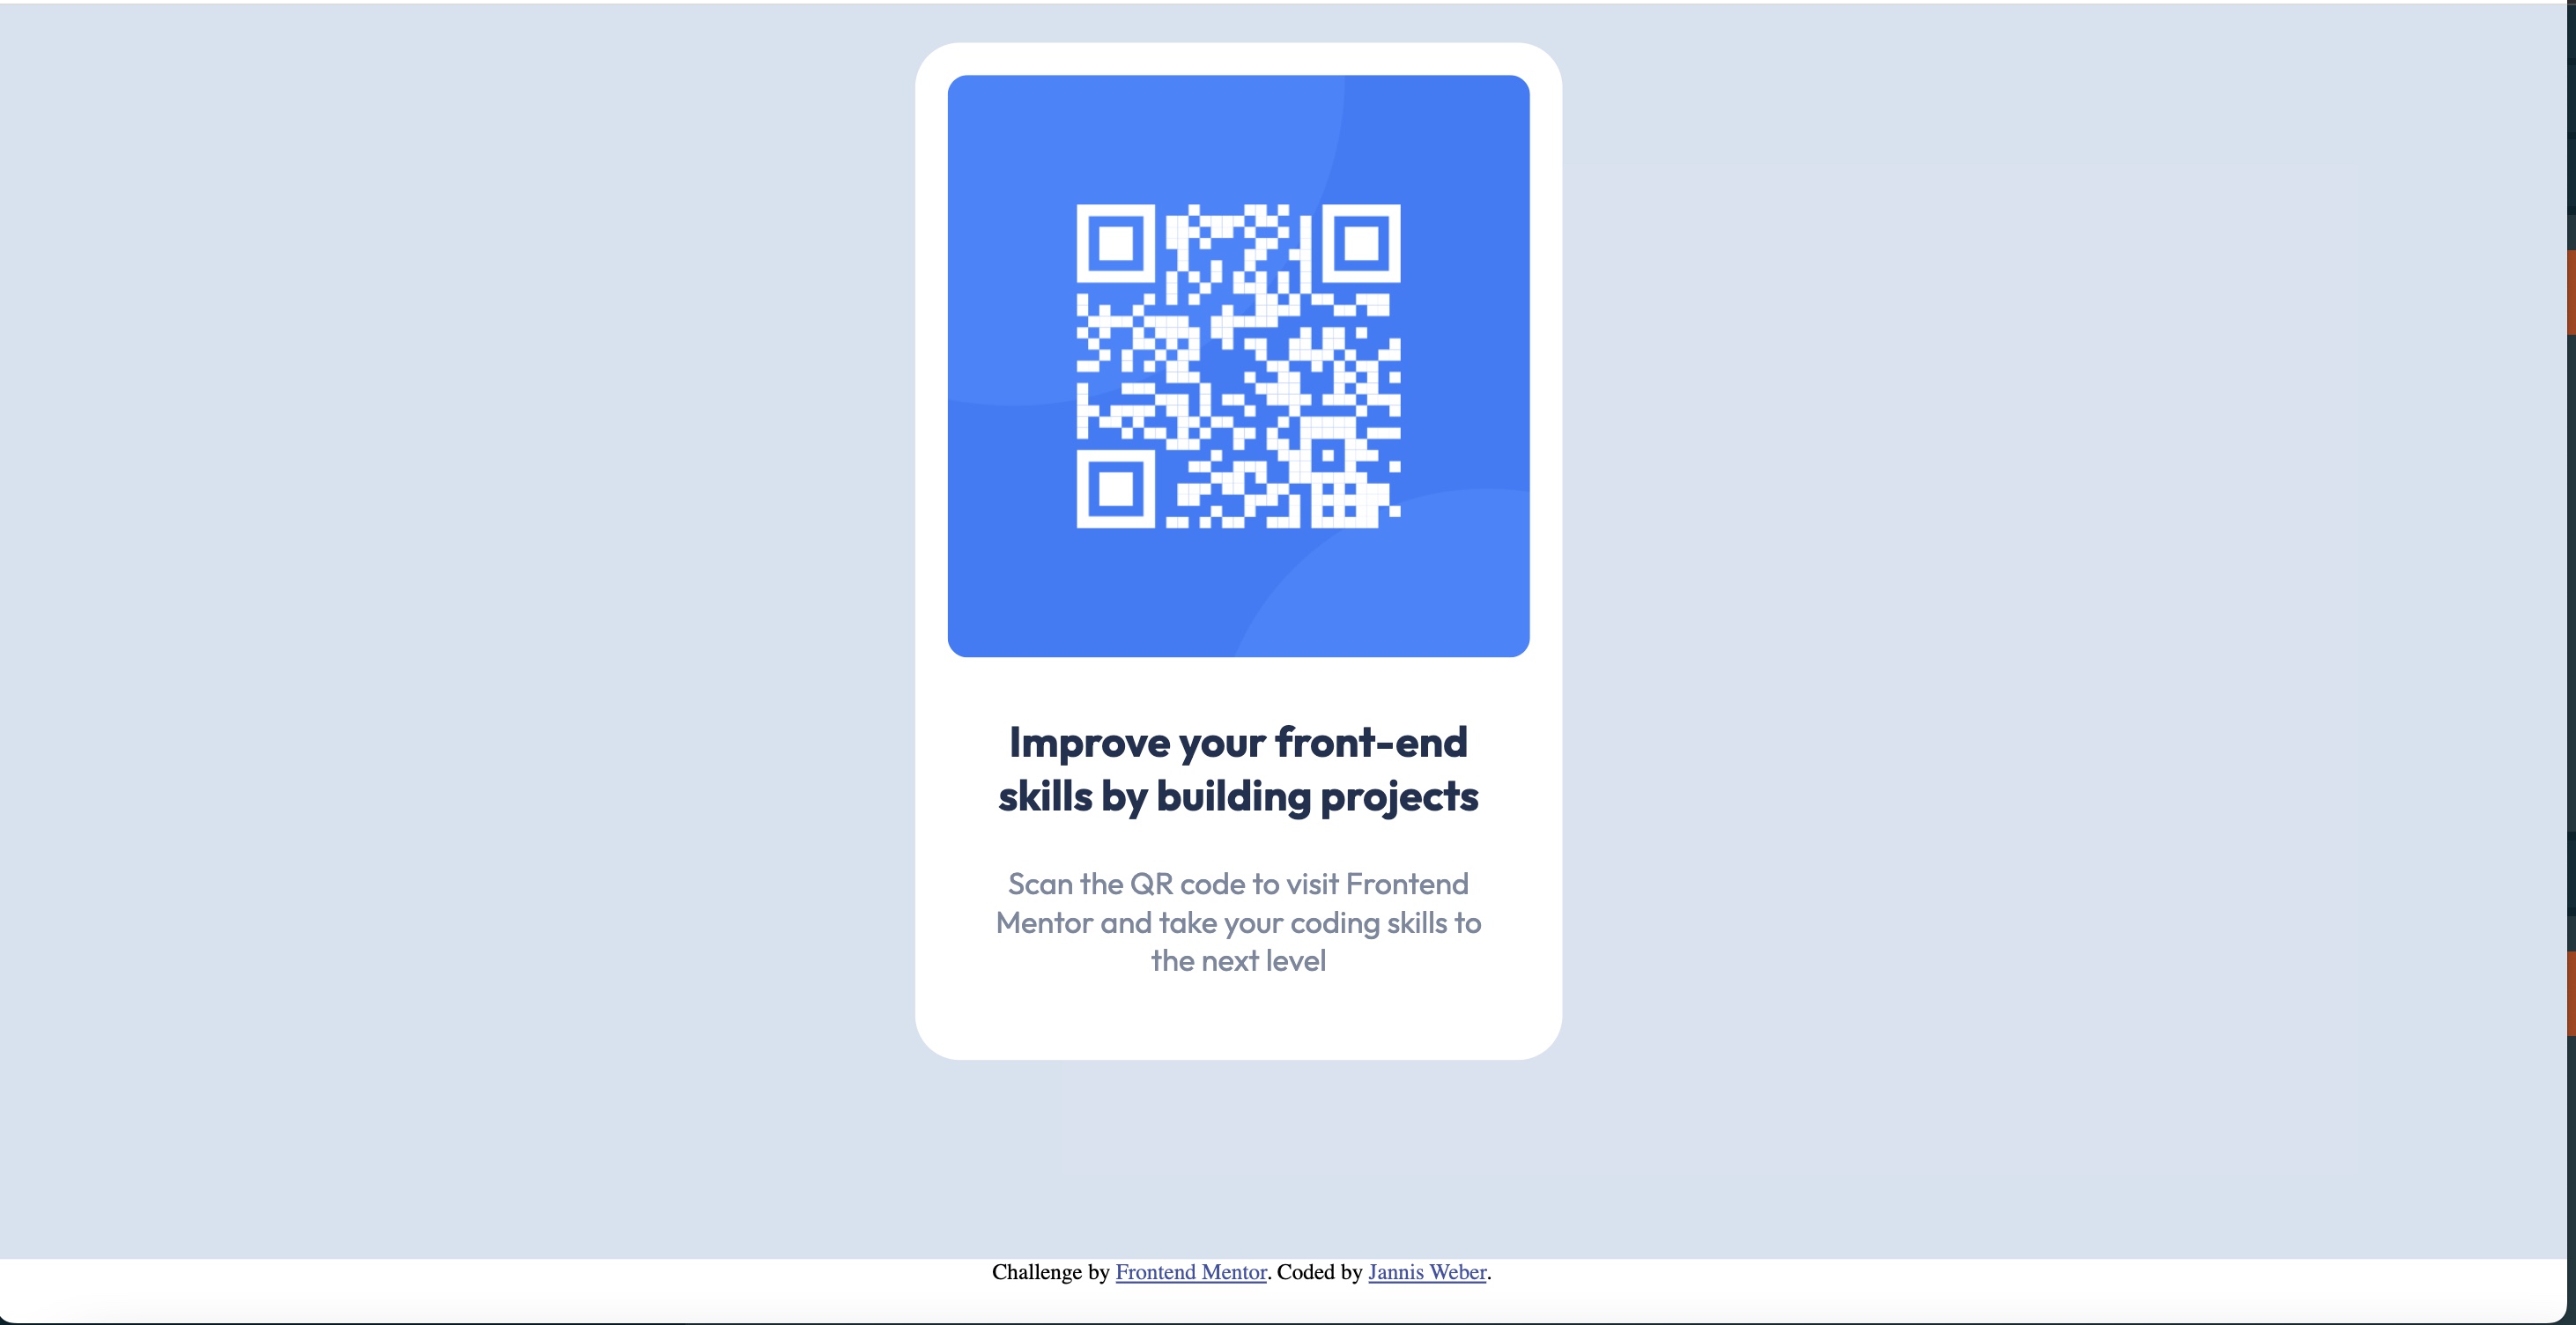 Improve your front-end
skills by building projects
Scan the QR code to visit Frontend
Mentor and take your coding skills to
the next level
Challenge by Frontend Mentor. Coded by Jannis Weber.